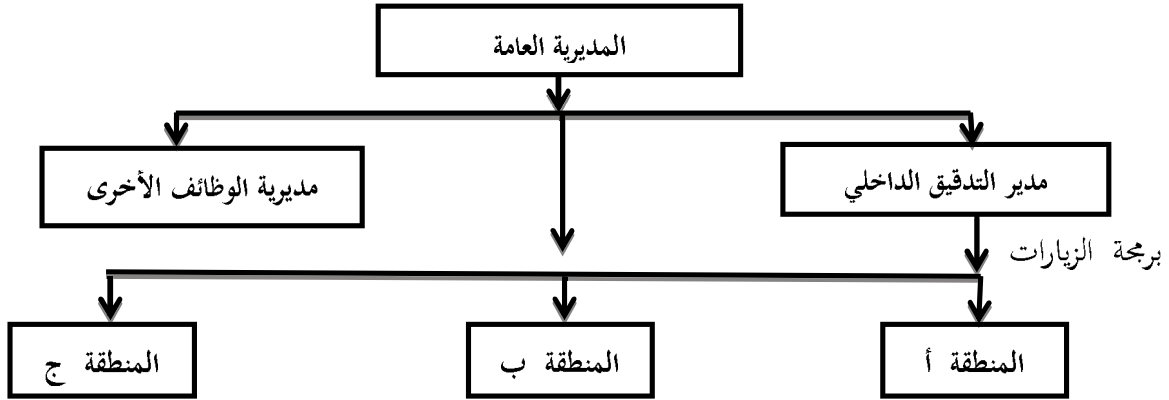 المديرية العامة
مدير التدقيق الداخلي
مديرية الوظائف الأخرى
برمجة الزيارات
المنطقة أ
المنطقة ب
المنطقة ج